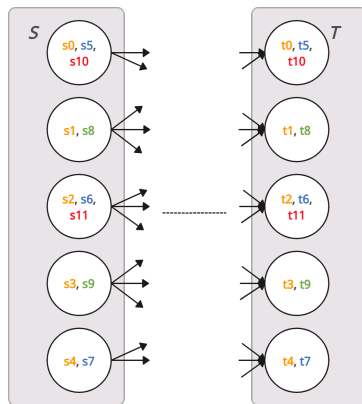 S
s0, s5,
s10
s1, s8
s2, s6,
s11
s3, s9
s4, s7
T
t0, t5,
t10
t1, t8
t2, t6,
t11
t3, t9
t4, t7